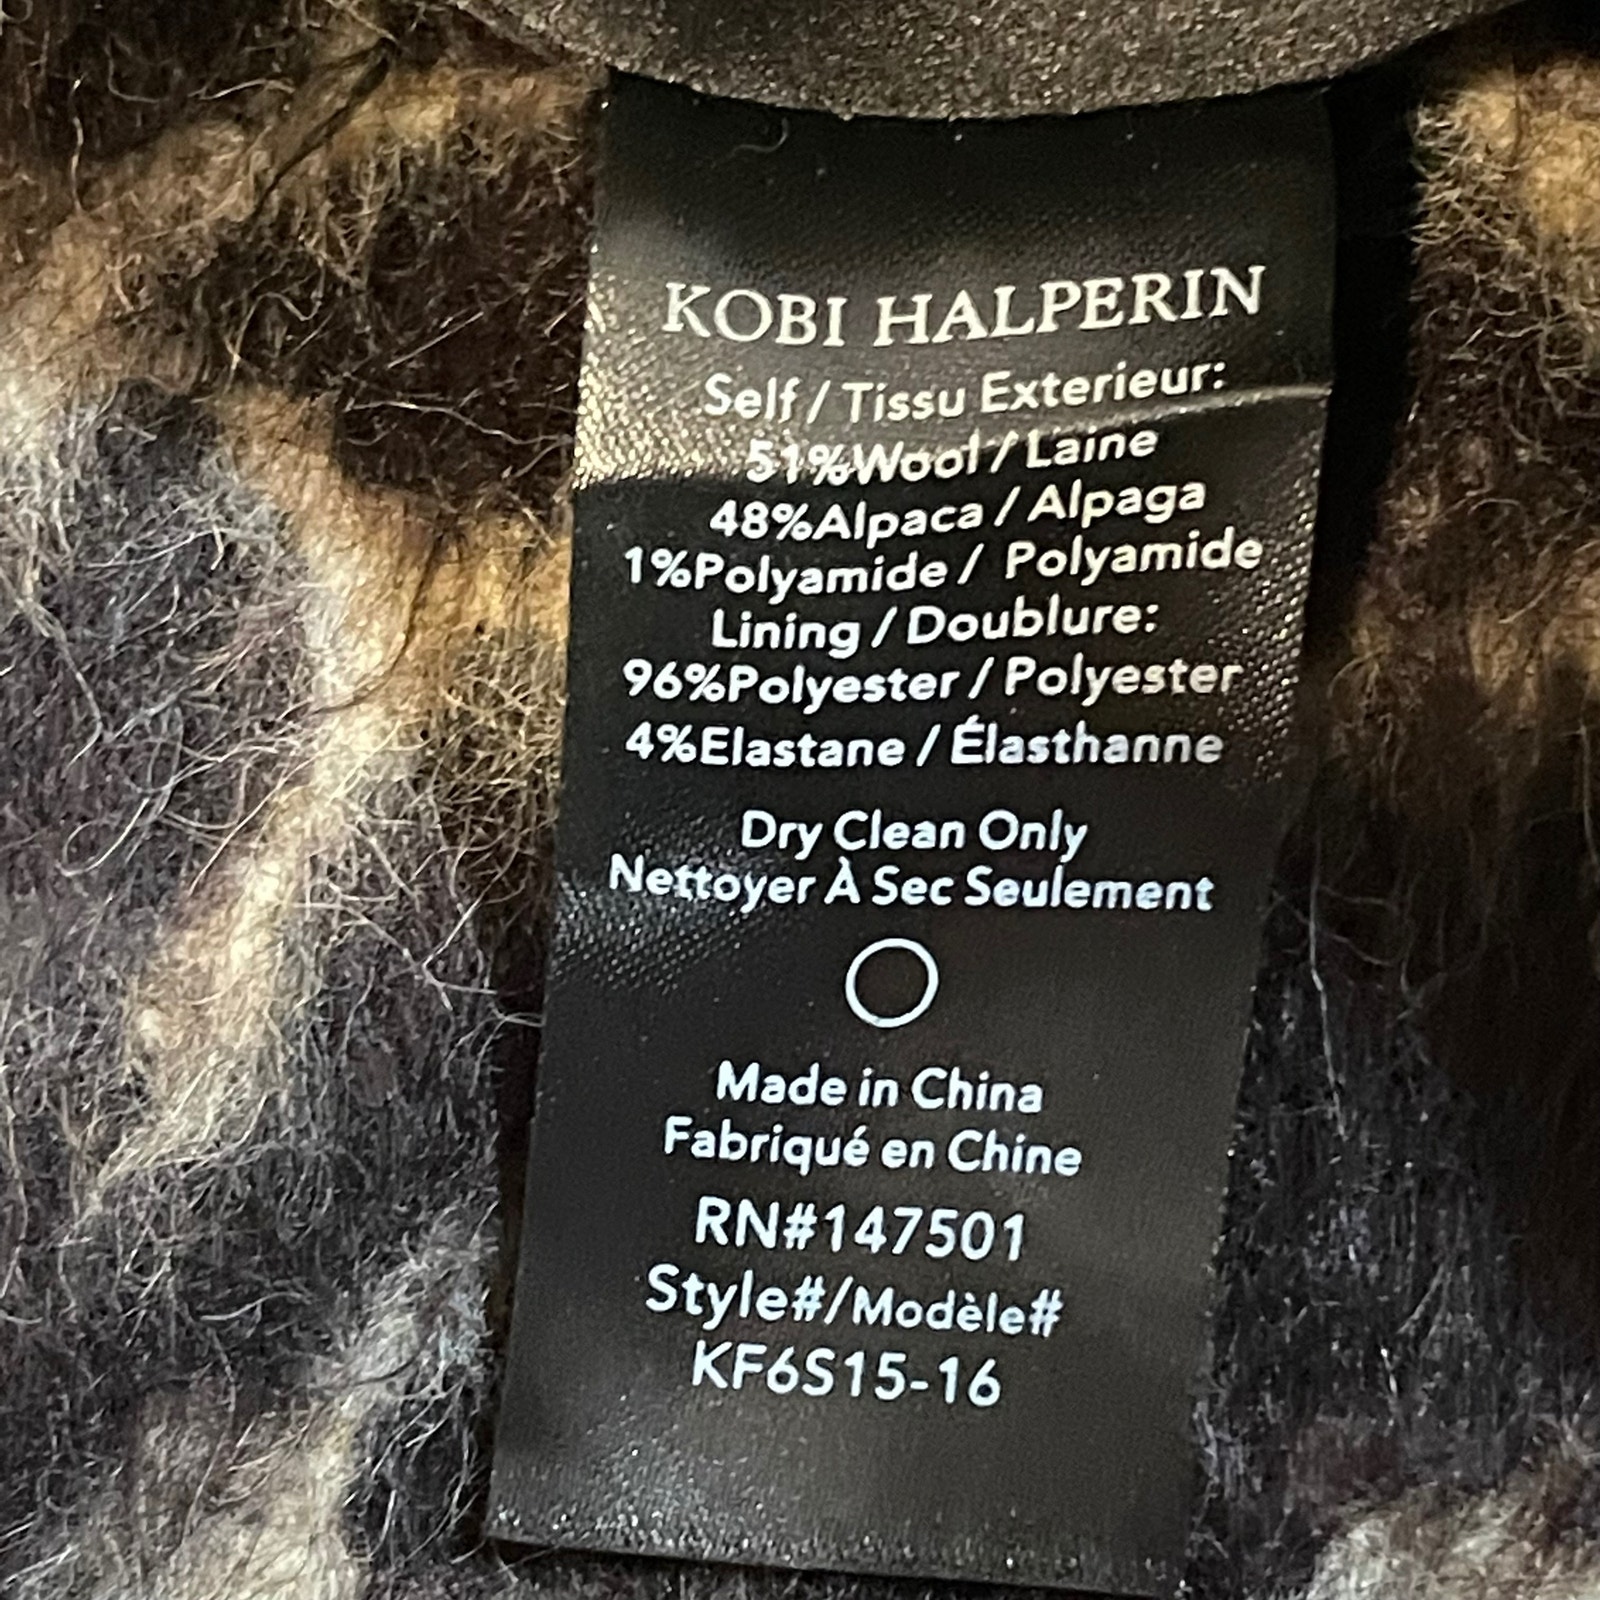 KOBI HALPERIN
Self / Tissu Exterieur:
51%Wool / Laine
48%Alpaca / Alpaga
1%Polyamide / Polyamide
Lining / Doublure:
96%Polyester / Polyester
4%Elastane / Élasthanne
Dry Clean Only
Nettoyer À Sec Seulement
Made in China
Fabriqué en Chine
RN#147501
Style#/Modèle#
KF6S15-16